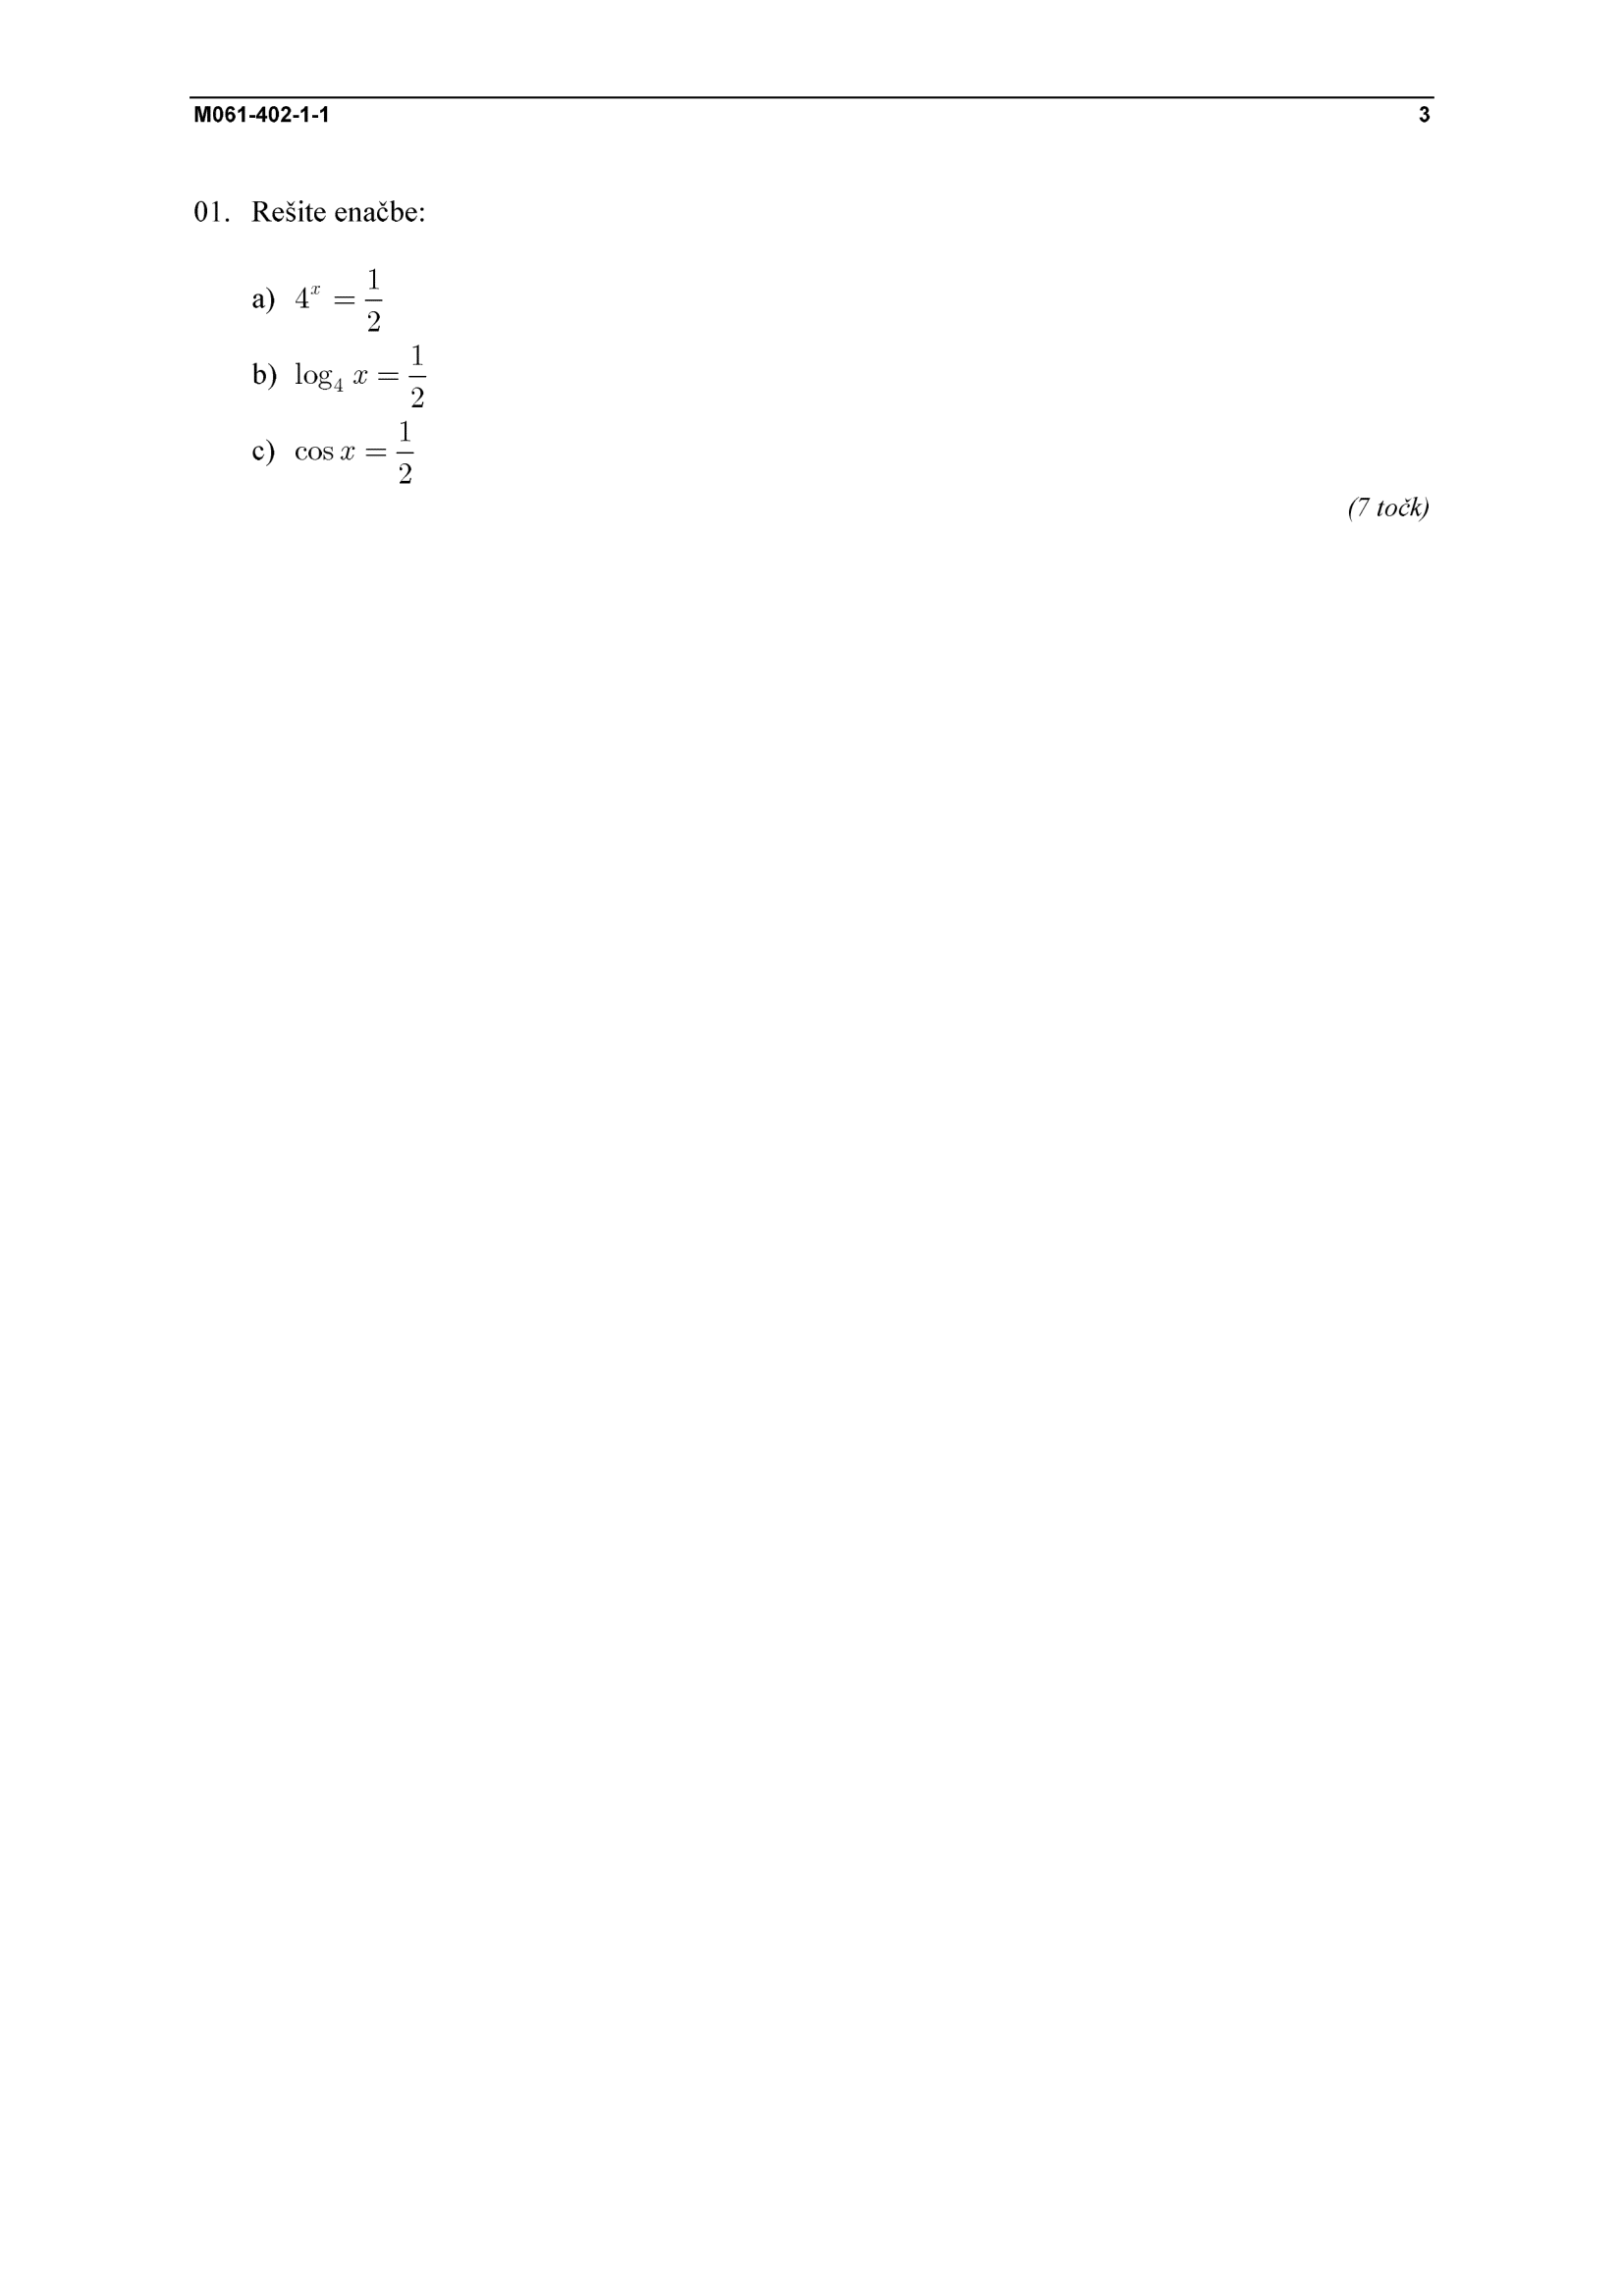 M061-402-1-1 3
01. Rešite enačbe:
a) $4^x = \frac{1}{2}$
b) $\log_4 x = \frac{1}{2}$
c) $\cos x = \frac{1}{2}$
(7 točk)